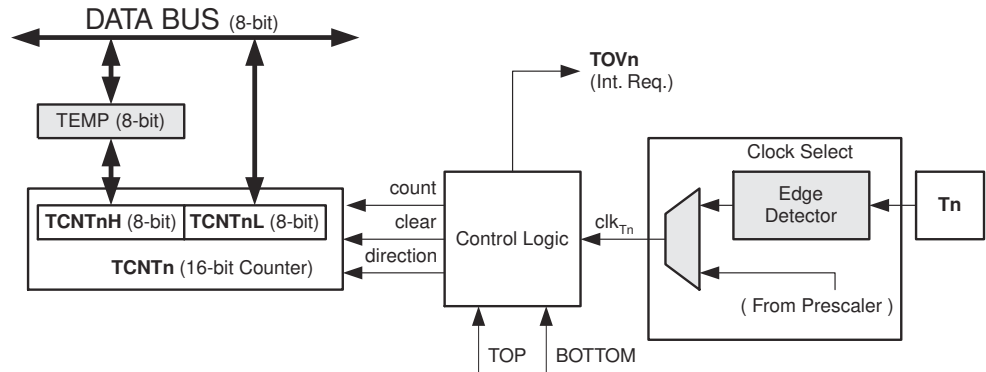 DATA BUS (8-bit)
TOVn
(Int. Req.)
TEMP (8-bit)
Clock Select
count
Edge
Detector
Tn
TCNTnH (8-bit) TCNTnL (8-bit)
clear
Control Logic
clkTn
TCNTn (16-bit Counter)
direction
( From Prescaler )
TOP
BOTTOM